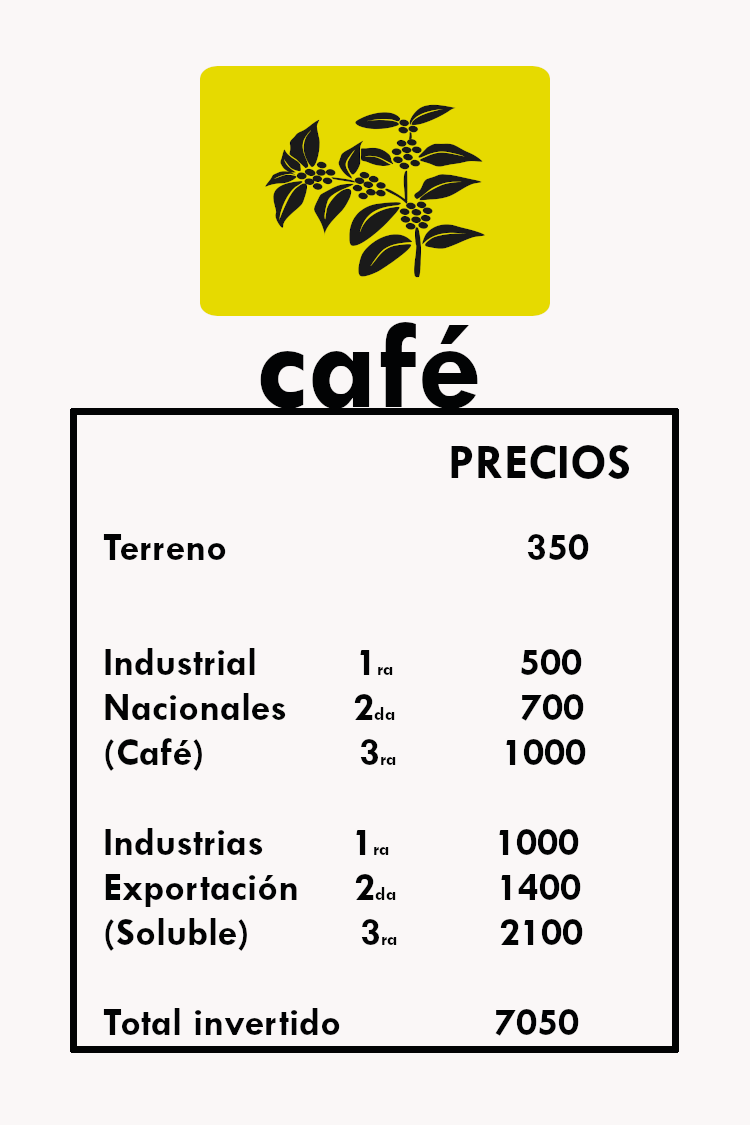 café
PRECIOS
Terreno 350
Industrial 1ra 500
Nacionales 2da 700
(Café) 3ra 1000
Industrias 1ra 1000
Exportación 2da 1400
(Soluble) 3ra 2100
Total invertido 7050